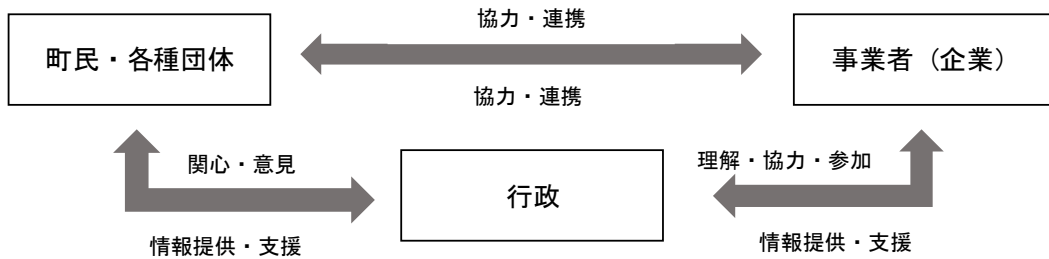 協力・連携
町民・各種団体
事業者（企業）
協力・連携
関心・意見
理解・協力・参加
行政
情報提供・支援
情報提供・支援